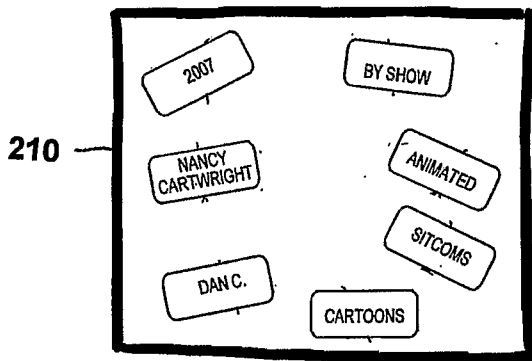 2007
BY SHOW
210
NANCY
CARTWRIGHT
ANIMATED
SITCOMS
DAN C.
CARTOONS